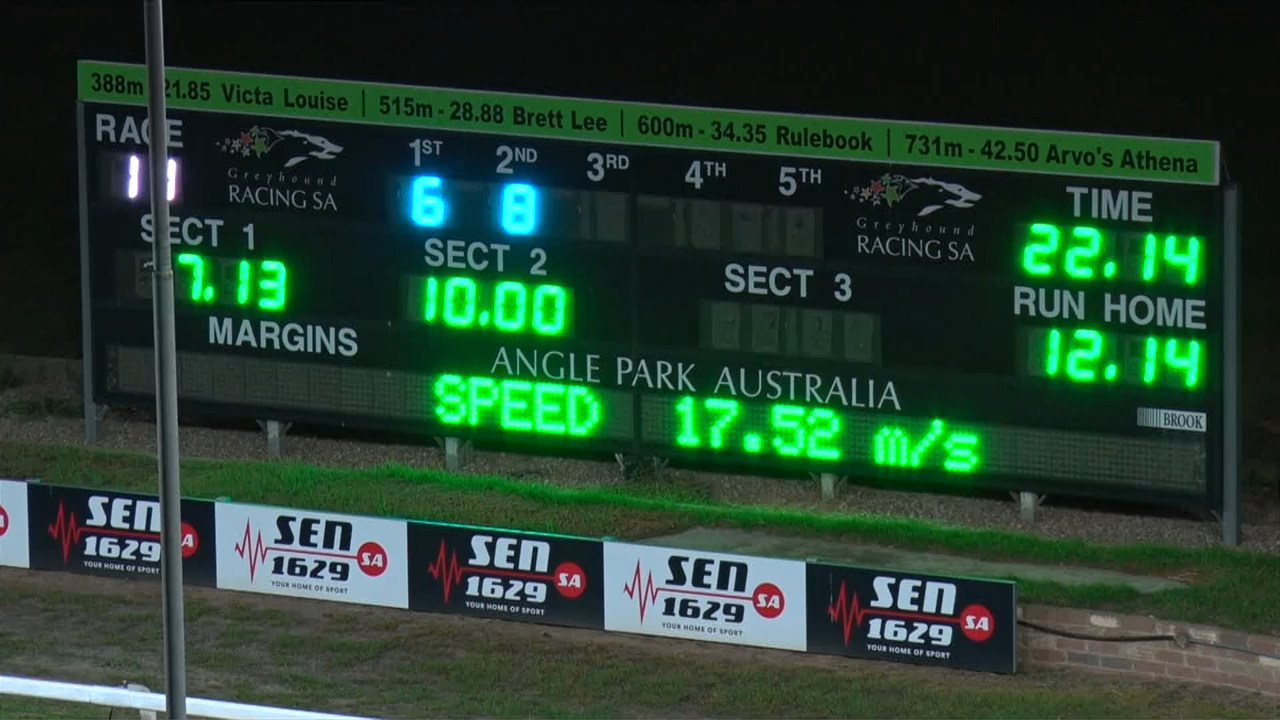 388m 21.85 Victa Louise | 515m - 28.88 Brett Lee | 600m - 34.35 Rulebook | 731m - 42.50 Arvo's Athena
RACE
11
Greyhound
RACING SA
1ST 2ND 3RD 4TH 5TH
6 8
Greyhound
RACING SA
TIME
22.14
SECT 1
7.13
SECT 2
10.00
SECT 3
RUN HOME
12.14
MARGINS
ANGLE PARK AUSTRALIA
SPEED 17.52 m/s
BROOK
SEN
1629
SA
YOUR HOME OF SPORT
SEN
1629
SA
YOUR HOME OF SPORT
SEN
1629
SA
YOUR HOME OF SPORT
SEN
1629
SA
YOUR HOME OF SPORT
SEN
1629
SA
YOUR HOME OF SPORT